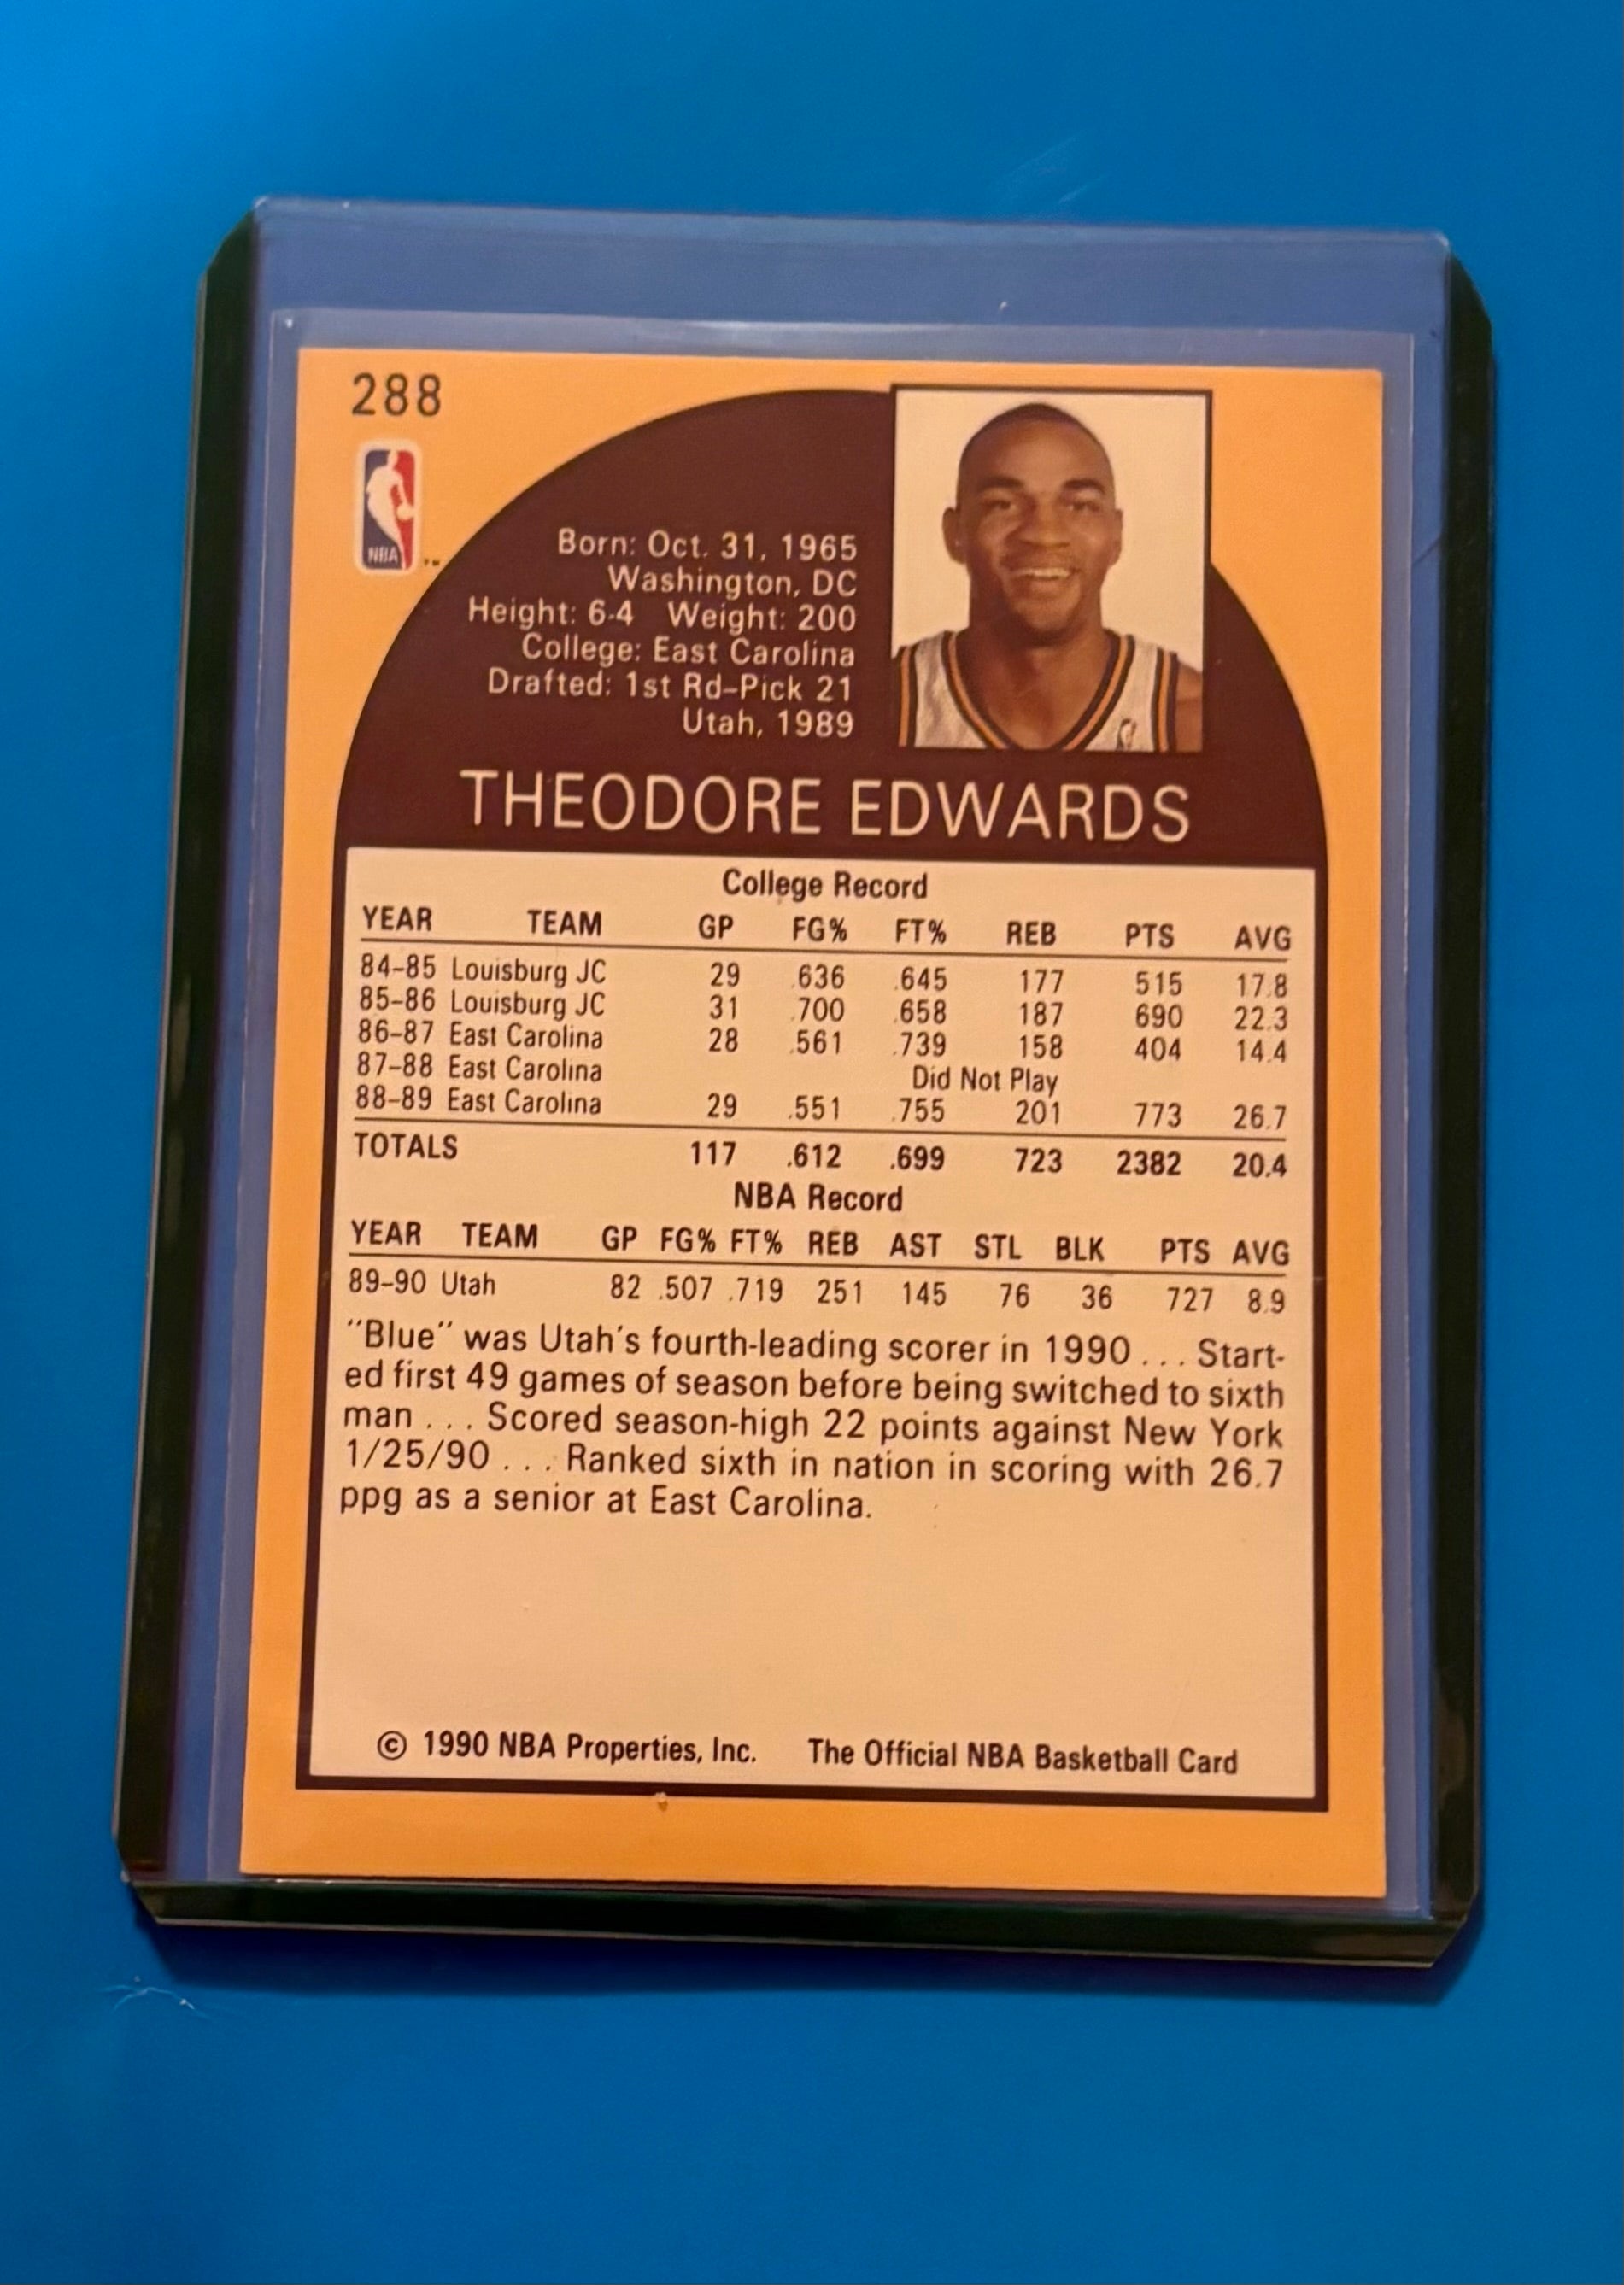 288
NBA
Born: Oct. 31, 1965
Washington, DC
Height: 6-4 Weight: 200
College: East Carolina
Drafted: 1st Rd–Pick 21
Utah, 1989
THEODORE EDWARDS
College Record
YEAR TEAM GP FG% FT% REB PTS AVG
84–85 Louisburg JC 29 .636 .645 177 515 17.8
85–86 Louisburg JC 31 .700 .658 187 690 22.3
86–87 East Carolina 28 .561 .739 158 404 14.4
87–88 East Carolina Did Not Play
88–89 East Carolina 29 .551 .755 201 773 26.7
TOTALS 117 .612 .699 723 2382 20.4
NBA Record
YEAR TEAM GP FG% FT% REB AST STL BLK PTS AVG
89–90 Utah 82 .507 .719 251 145 76 36 727 8.9
"Blue" was Utah's fourth-leading scorer in 1990 . . . Start-
ed first 49 games of season before being switched to sixth
man . . . Scored season-high 22 points against New York
1/25/90 . . . Ranked sixth in nation in scoring with 26.7
ppg as a senior at East Carolina.
© 1990 NBA Properties, Inc. The Official NBA Basketball Card